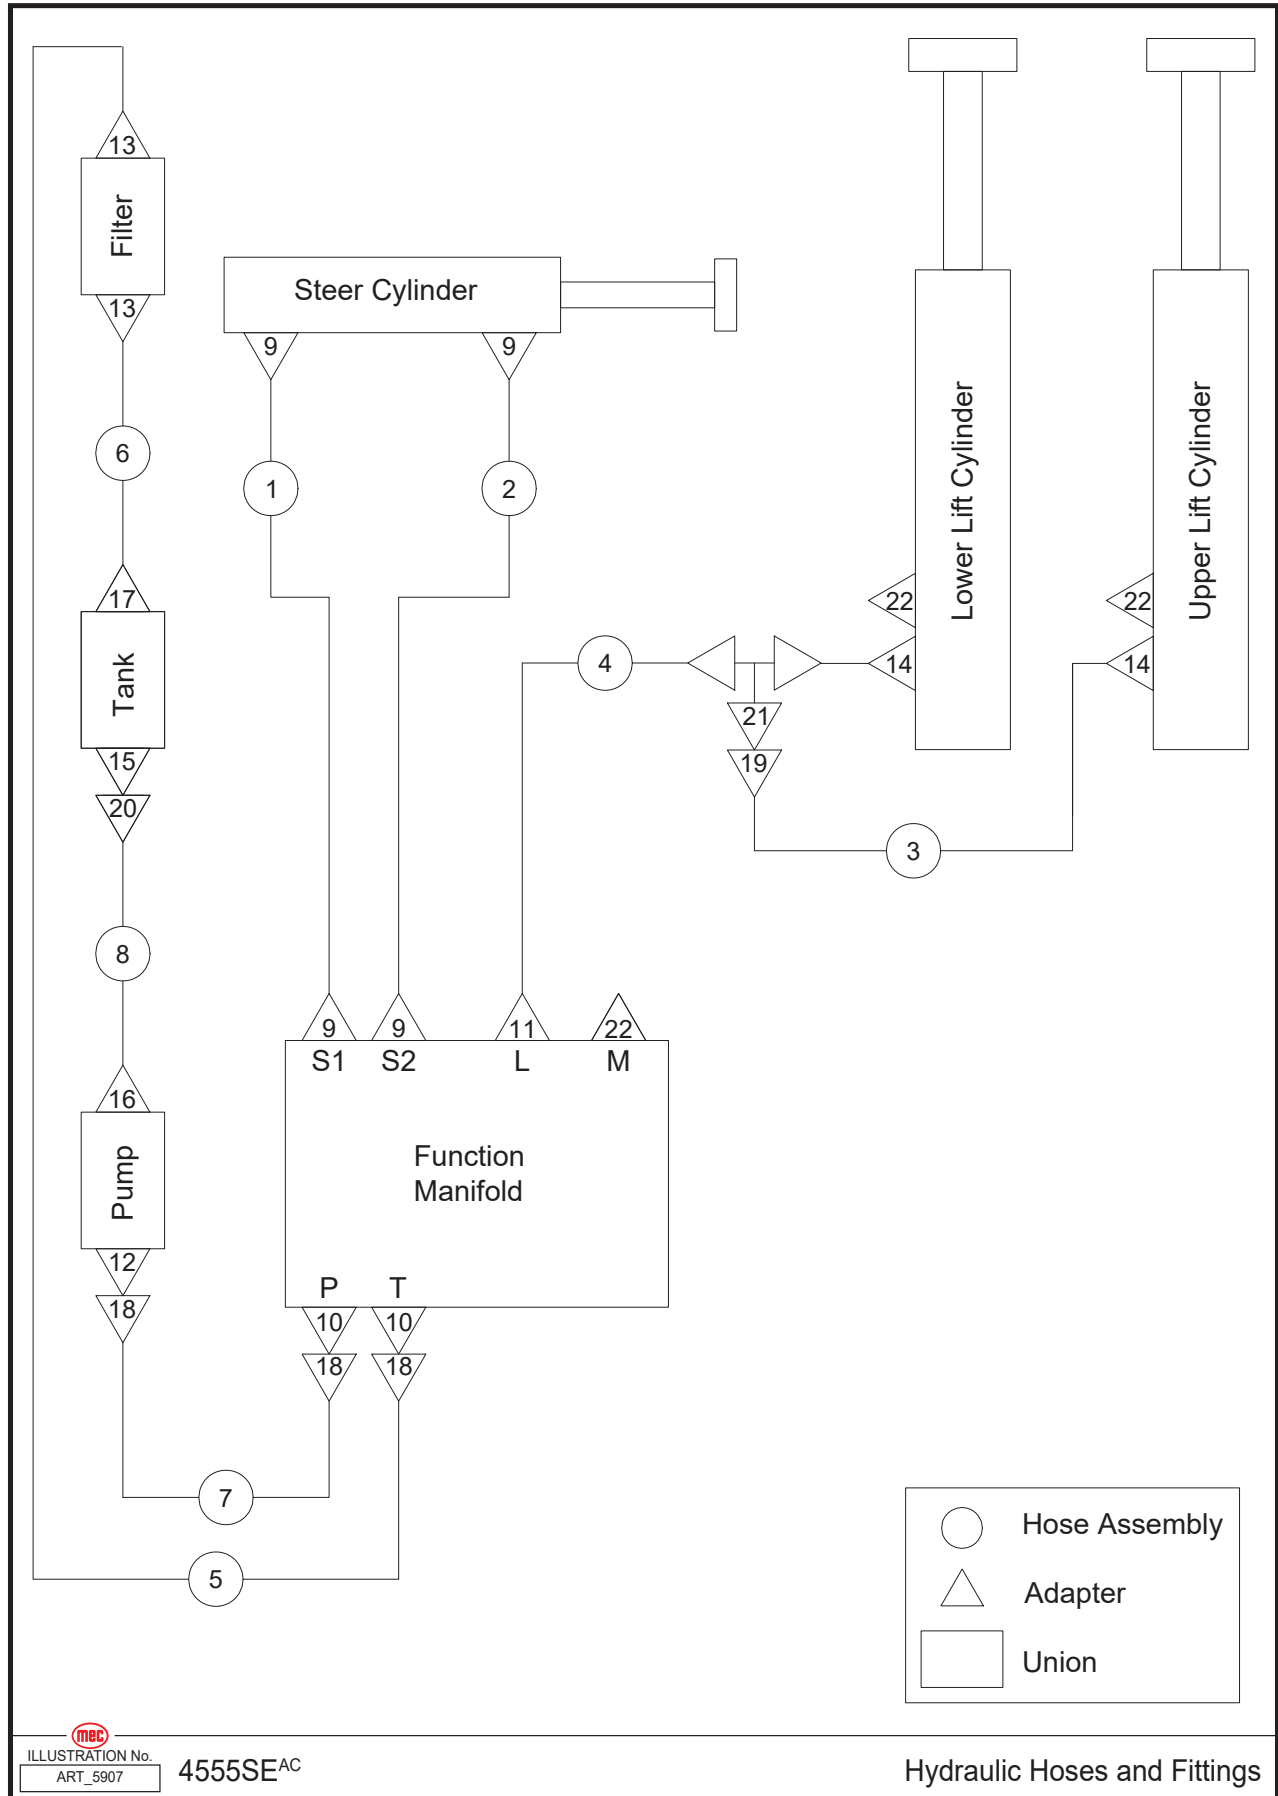 13
Filter
13
6
17
Tank
15
20
8
16
Pump
12
18
7
5
Steer Cylinder
9
9
1
2
Lower Lift Cylinder
22
14
Upper Lift Cylinder
22
14
4
21
19
3
9
9
11
22
S1
S2
L
M
Function
Manifold
P
T
10
10
18
18
Hose Assembly
Adapter
Union
mec
ILLUSTRATION No.
ART_5907
4555SE^AC
Hydraulic Hoses and Fittings